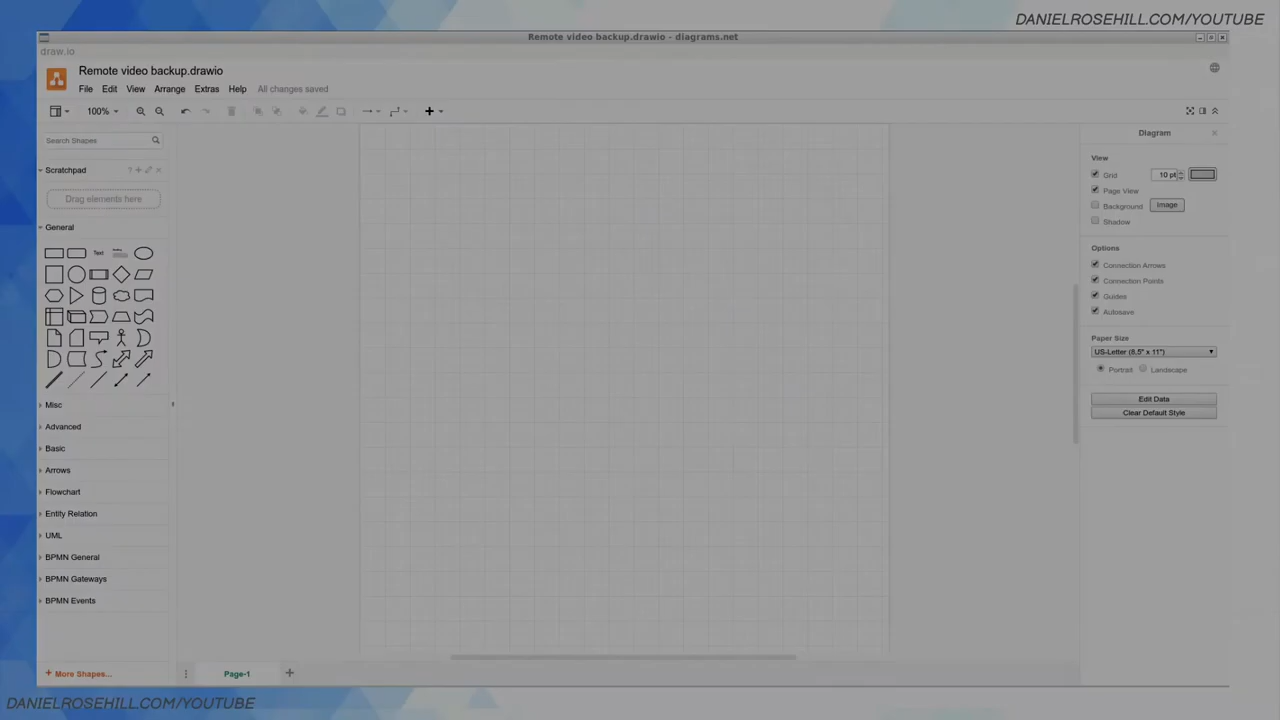 DANIELROSEHILL.COM/YOUTUBE
Remote video backup.drawio - diagrams.net
draw.io
Remote video backup.drawio
File Edit View Arrange Extras Help All changes saved
100%
Search Shapes
Scratchpad
Drag elements here
General
Text
Misc
Advanced
Basic
Arrows
Flowchart
Entity Relation
UML
BPMN General
BPMN Gateways
BPMN Events
+ More Shapes...
Page-1
Diagram
View
Grid 10 pt
Page View
Background Image
Shadow
Options
Connection Arrows
Connection Points
Guides
Autosave
Paper Size
US-Letter (8,5" x 11")
Portrait Landscape
Edit Data
Clear Default Style
DANIELROSEHILL.COM/YOUTUBE